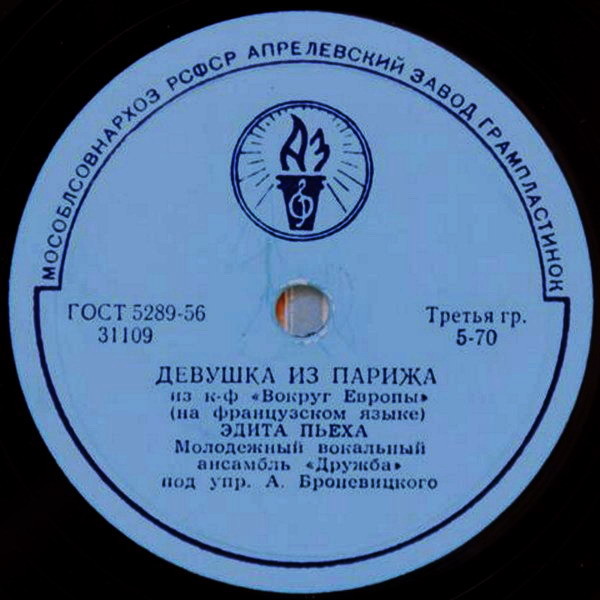 МОСОБЛСОВНАРХОЗ РСФСР АПРЕЛЕВСКИЙ ЗАВОД ГРАМПЛАСТИНОК
АЗ
ГОСТ 5289-56
31109
Третья гр.
5-70
ДЕВУШКА ИЗ ПАРИЖА
из к-ф «Вокруг Европы»
(на французском языке)
ЭДИТА ПЬЕХА
Молодежный вокальный
ансамбль «Дружба»
под упр. А. Броневицкого